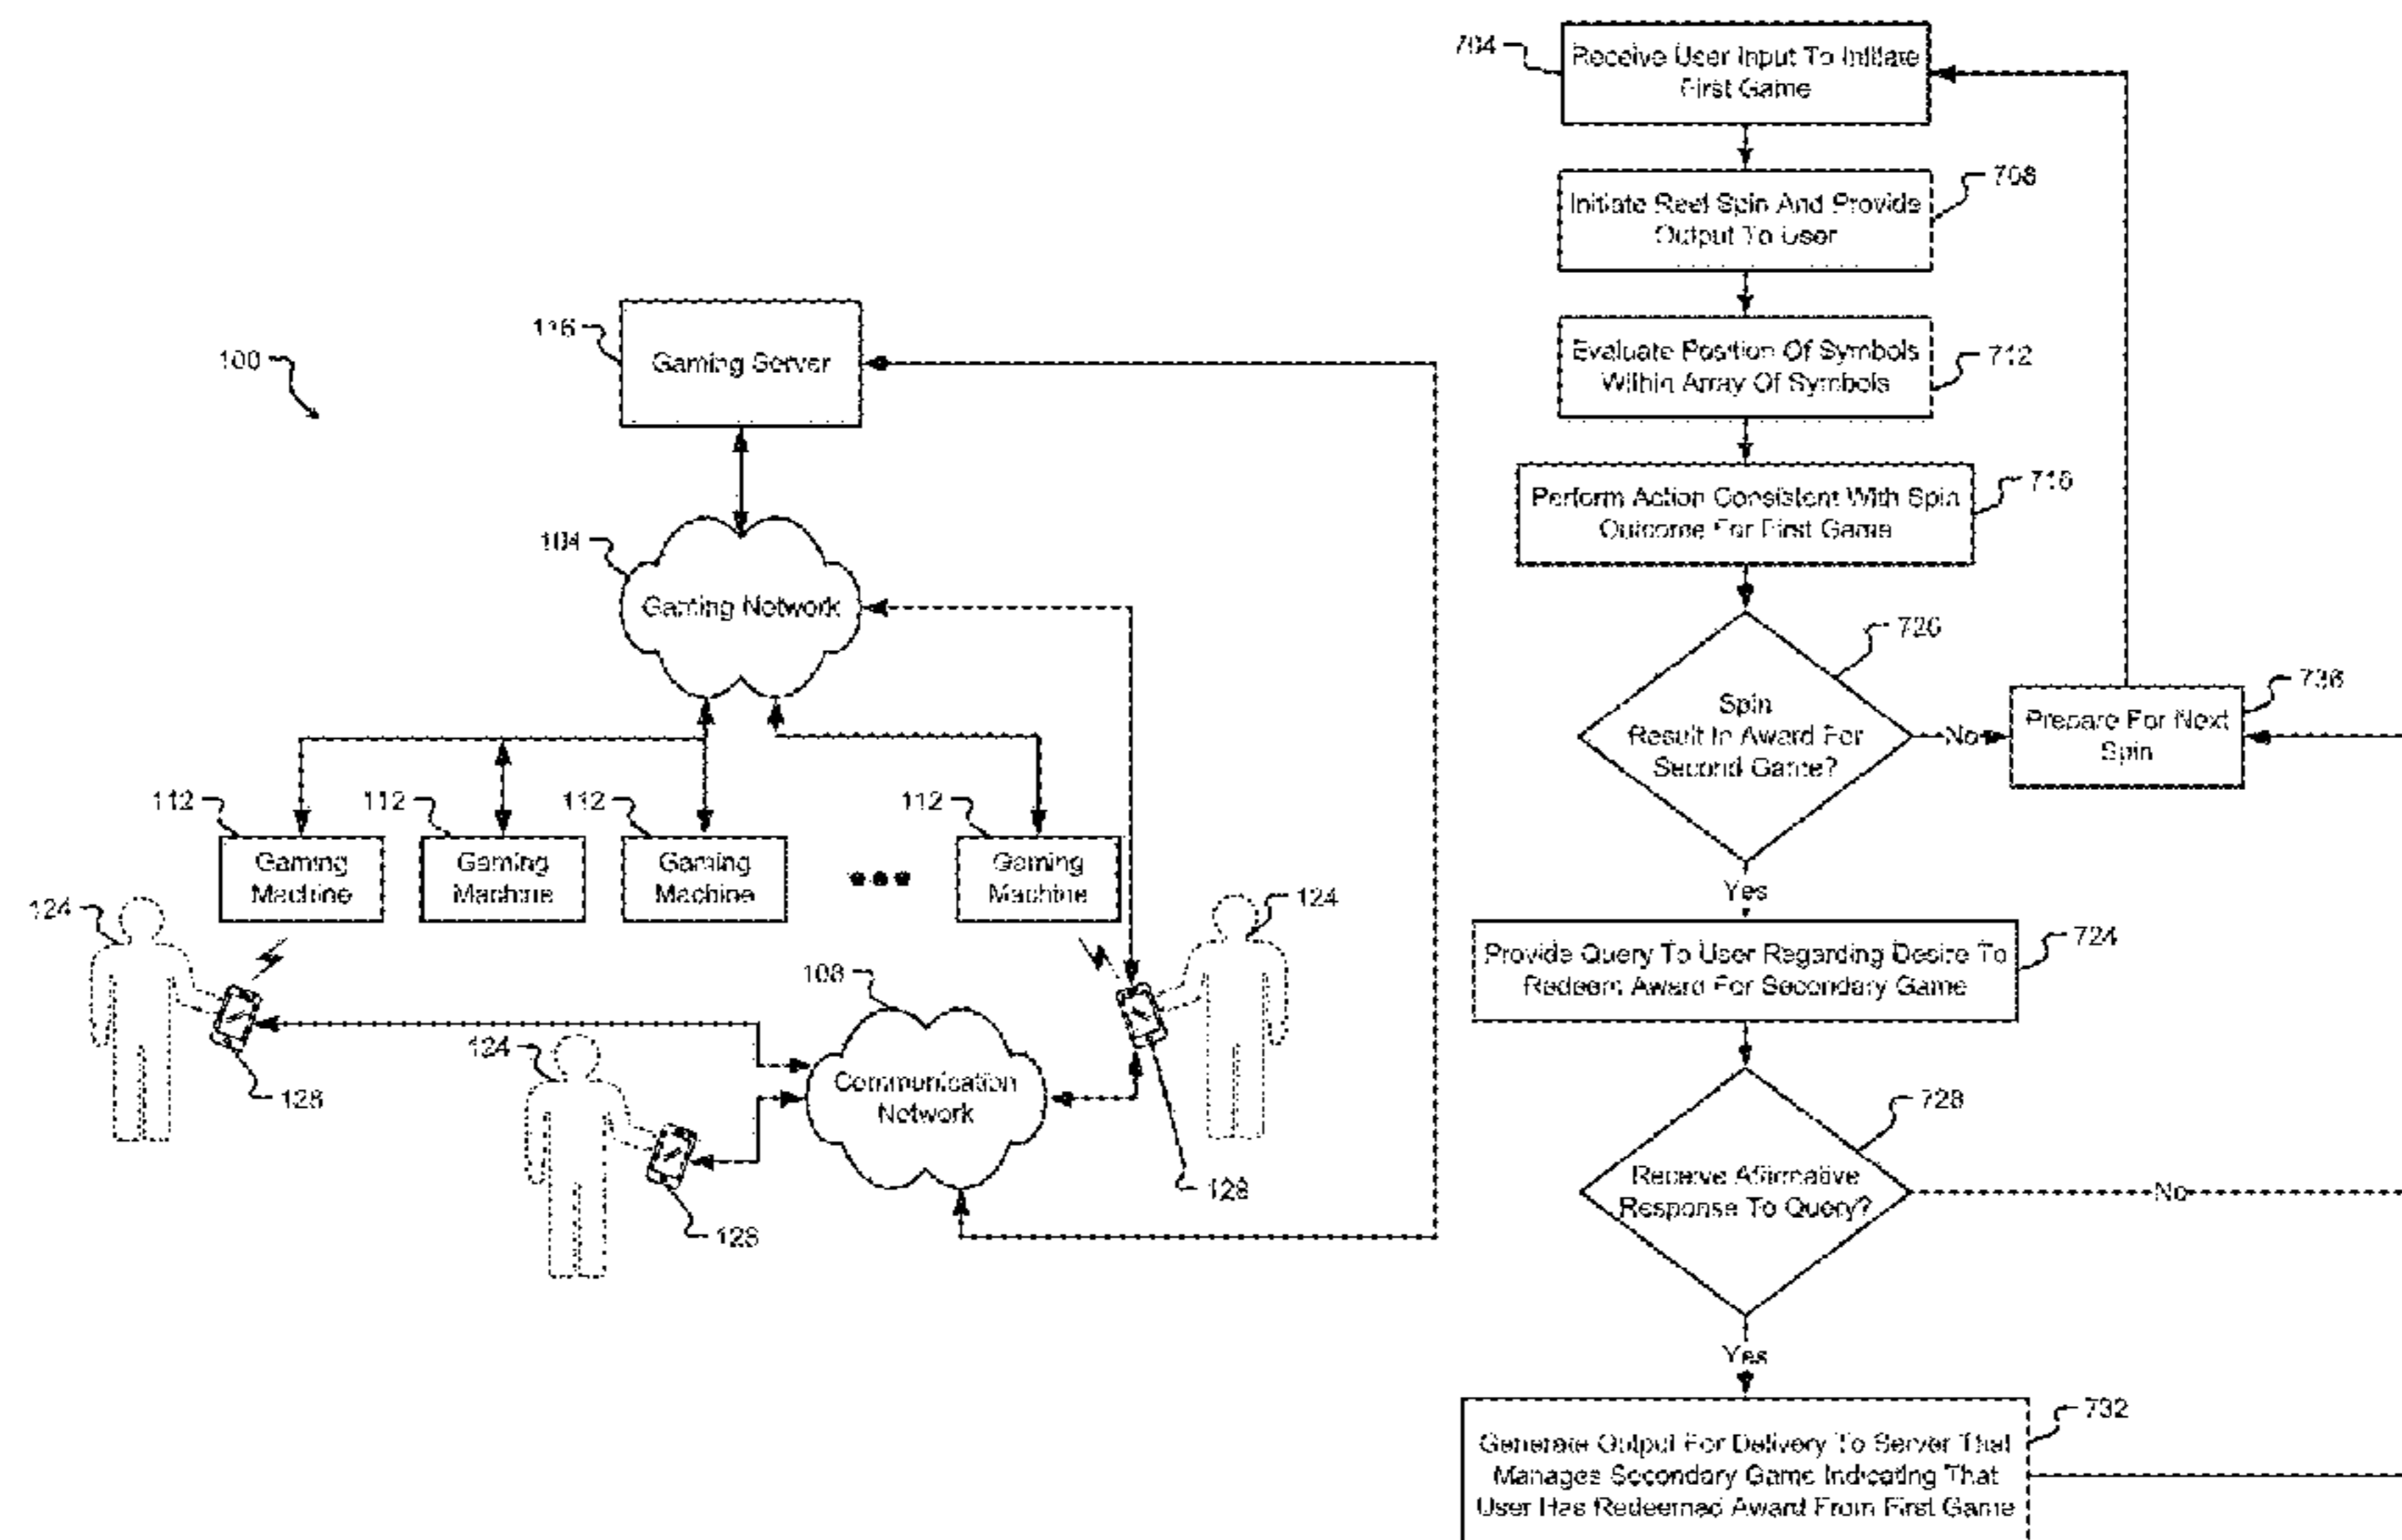 100
116
Gaming Server
104
Gaming Network
112
112
112
112
Gaming
Machine
Gaming
Machine
Gaming
Machine
Gaming
Machine
124
124
108
128
124
Communication
Network
128
128
704
Receive User Input To Initiate
First Game
708
Initiate Reel Spin And Provide
Output To User
712
Evaluate Position Of Symbols
Within Array Of Symbols
716
Perform Action Consistent With Spin
Outcome For First Game
720
Spin
Result In Award For
Second Game?
No
736
Prepare For Next
Spin
Yes
724
Provide Query To User Regarding Desire To
Redeem Award For Secondary Game
728
Receive Affirmative
Response To Query?
No
Yes
732
Generate Output For Delivery To Server That
Manages Secondary Game Indicating That
User Has Redeemed Award From First Game